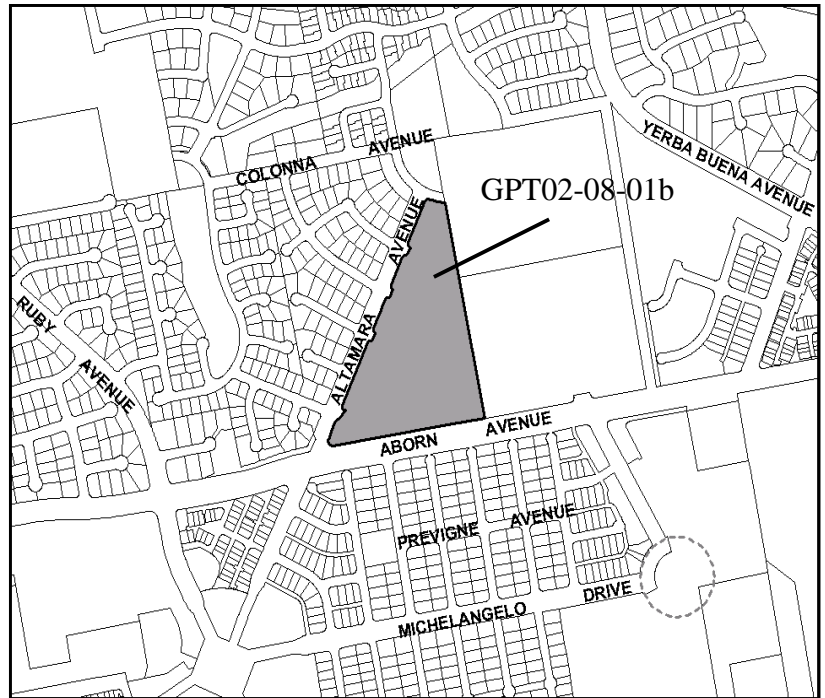 COLONNA AVENUE
YERBA BUENA AVENUE
GPT02-08-01b
ALTAMARA AVENUE
RUBY AVENUE
ABORN AVENUE
PREVIGNE AVENUE
MICHELANGELO DRIVE